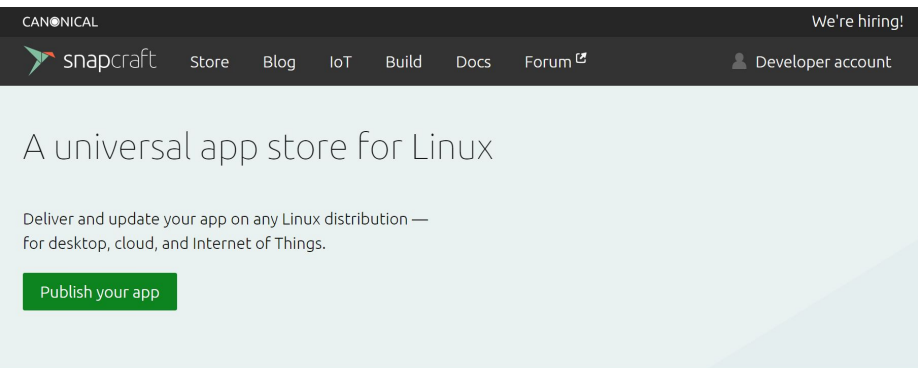 CANONICAL
We're hiring!
snapcraft
Store
Blog
IoT
Build
Docs
Forum
Developer account
A universal app store for Linux
Deliver and update your app on any Linux distribution —
for desktop, cloud, and Internet of Things.
Publish your app